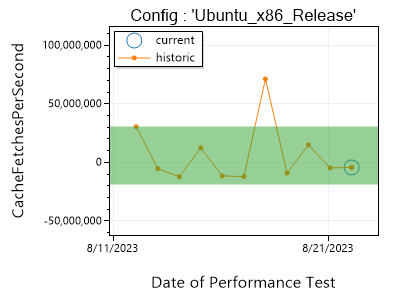 Config : 'Ubuntu_x86_Release'
current
historic
CacheFetchesPerSecond
100,000,000
50,000,000
0
-50,000,000
8/11/2023
8/21/2023
Date of Performance Test